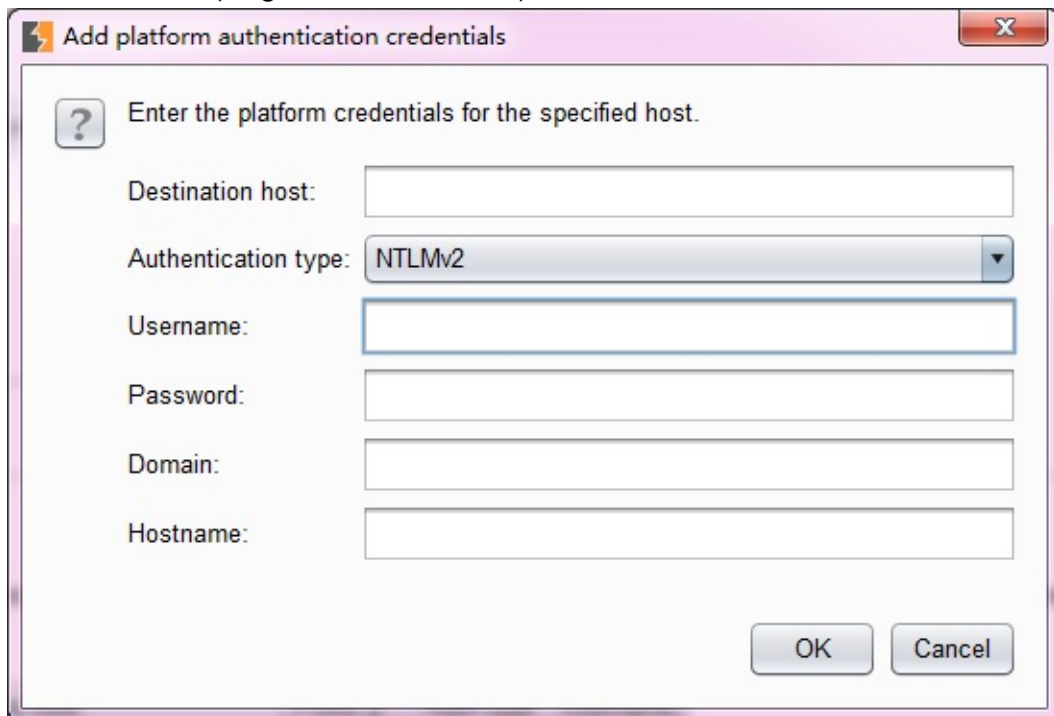 Add platform authentication credentials
Enter the platform credentials for the specified host.
Destination host:
Authentication type: NTLMv2
Username:
Password:
Domain:
Hostname:
OK Cancel